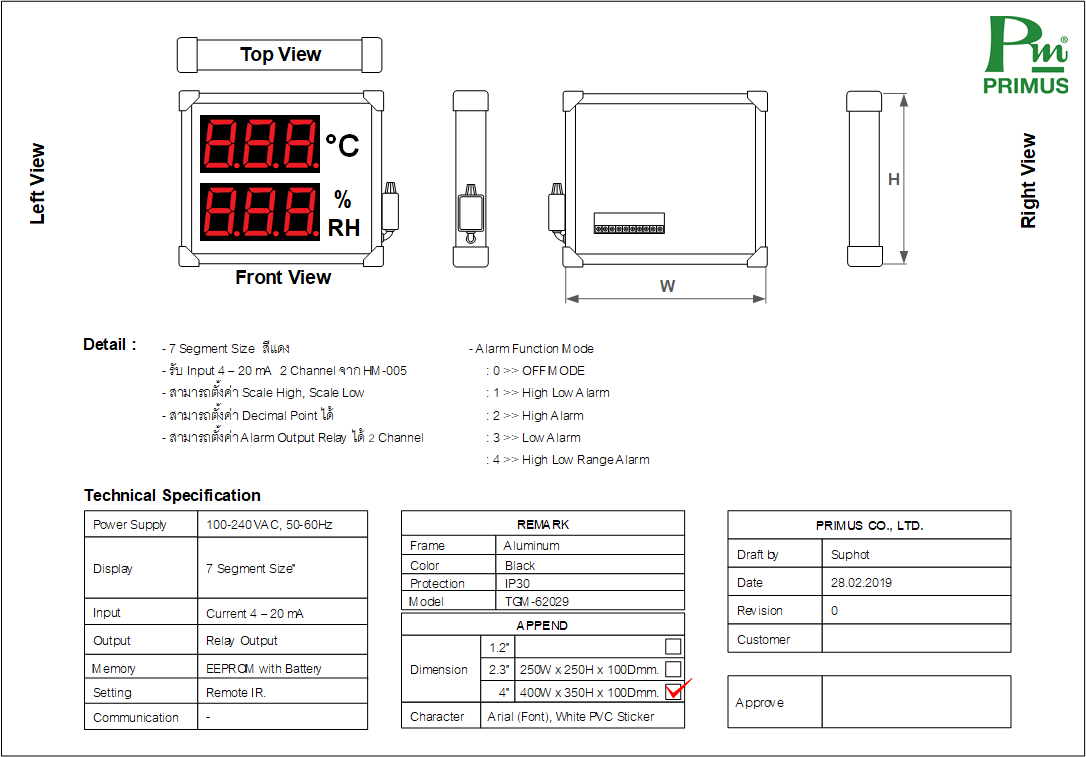 Top View
Pm®
PRIMUS
Left View
888 °C
888 % RH
Front View
H
W
Right View
Detail :
- 7 Segment Size สีแดง
- รับ Input 4 – 20 mA 2 Channel จาก HM-005
- สามารถตั้งค่า Scale High, Scale Low
- สามารถตั้งค่า Decimal Point ได้
- สามารถตั้งค่า Alarm Output Relay ได้ 2 Channel
- Alarm Function Mode
: 0 >> OFF MODE
: 1 >> High Low Alarm
: 2 >> High Alarm
: 3 >> Low Alarm
: 4 >> High Low Range Alarm
Technical Specification
Power Supply 100-240VAC, 50-60Hz
Display 7 Segment Size"
Input Current 4 – 20 mA
Output Relay Output
Memory EEPROM with Battery
Setting Remote IR.
Communication -
REMARK
Frame Aluminum
Color Black
Protection IP30
Model TGM-62029
APPEND
Dimension
1.2"
2.3" 250W x 250H x 100Dmm.
4" 400W x 350H x 100Dmm.
Character Arial (Font), White PVC Sticker
PRIMUS CO., LTD.
Draft by Suphot
Date 28.02.2019
Revision 0
Customer
Approve